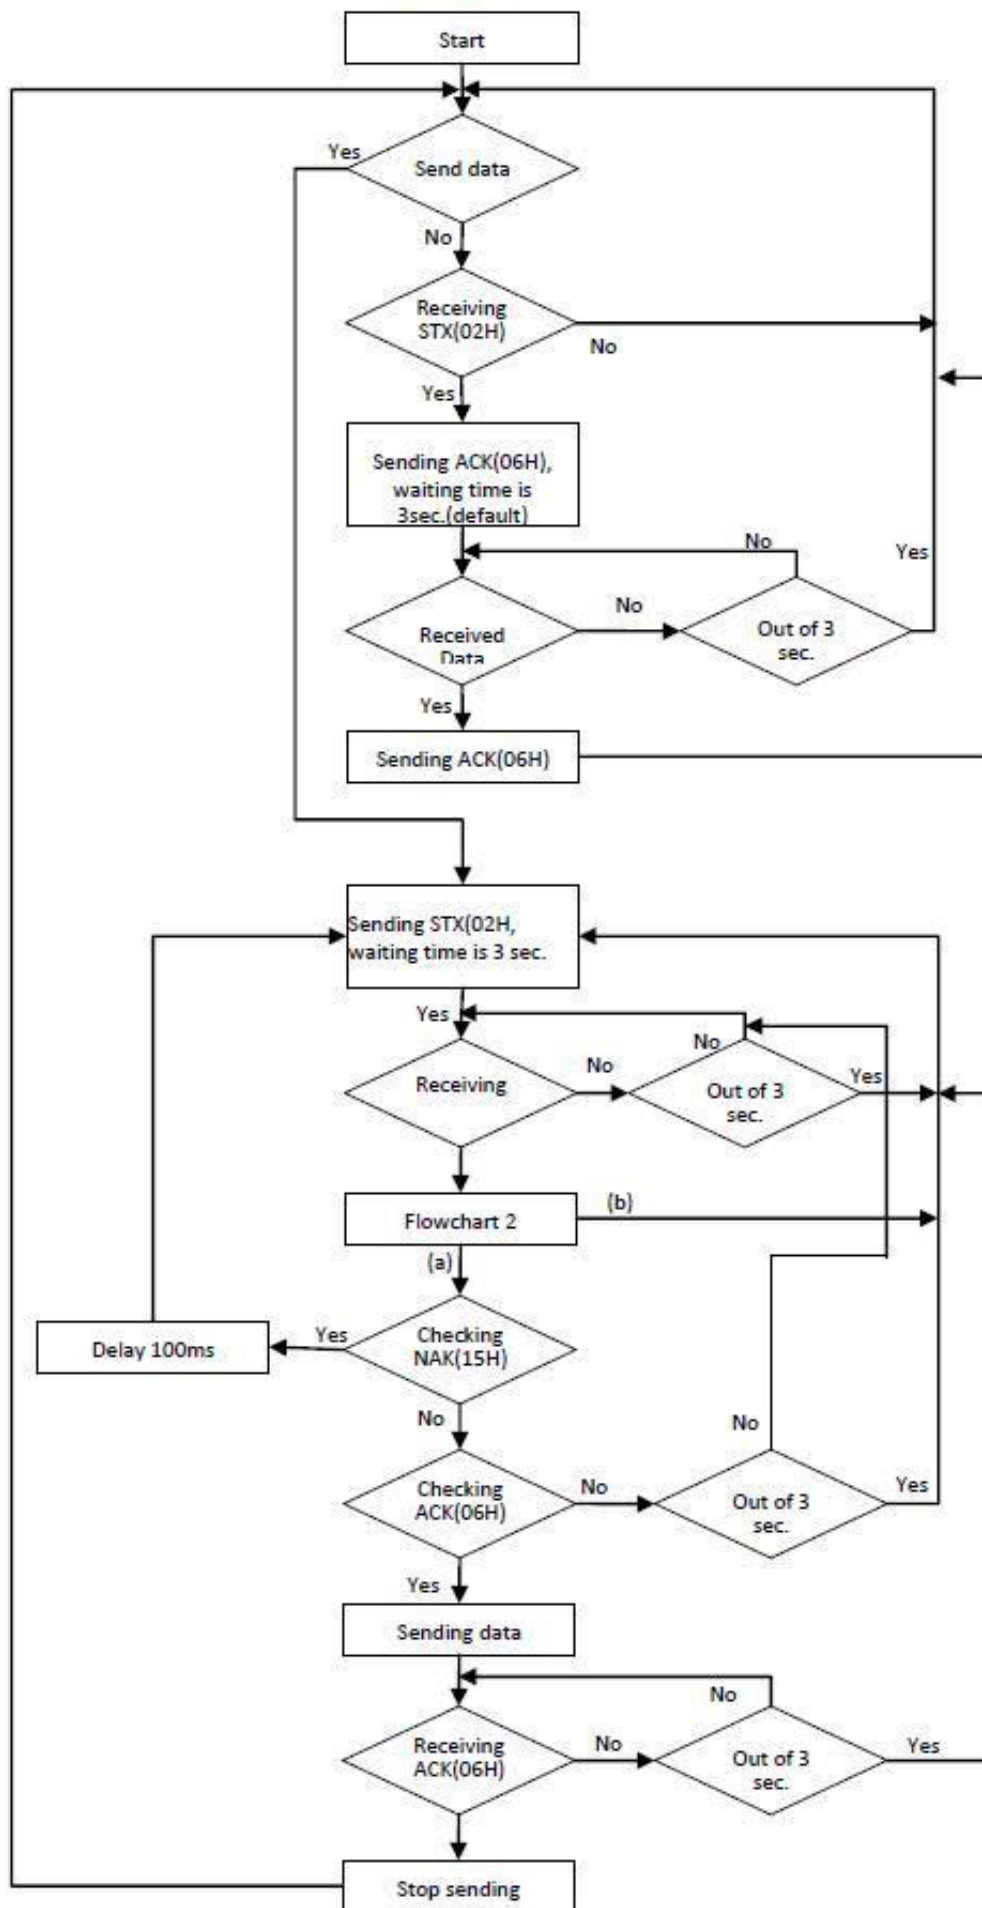 Start
Yes
Send data
No
Receiving
STX(02H)
No
Yes
Sending ACK(06H),
waiting time is
3sec.(default)
No
Yes
No
Received
Data
Out of 3
sec.
Yes
Sending ACK(06H)
Sending STX(02H,
waiting time is 3 sec.
Yes
No
Receiving
No
Out of 3
sec.
Yes
Flowchart 2
(b)
(a)
Delay 100ms
Yes
Checking
NAK(15H)
No
No
Checking
ACK(06H)
No
Out of 3
sec.
Yes
Yes
Sending data
No
Receiving
ACK(06H)
No
Out of 3
sec.
Yes
Stop sending